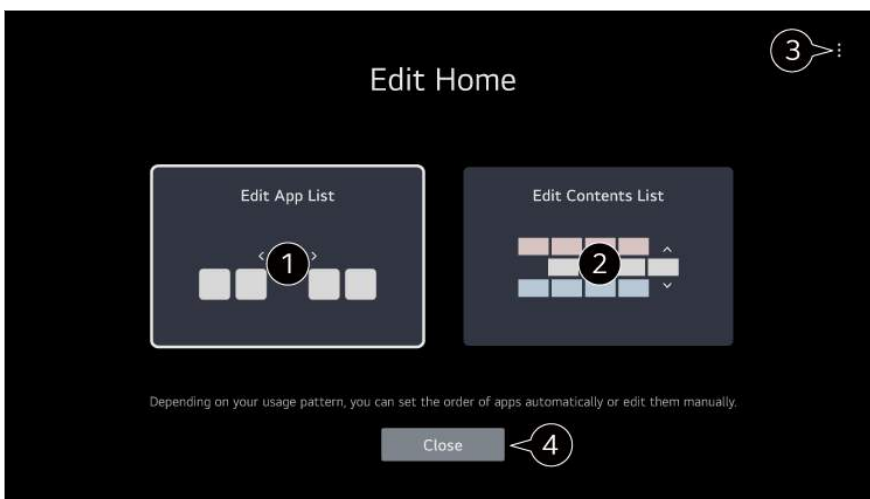 3
Edit Home
Edit App List
Edit Contents List
1
2
Depending on your usage pattern, you can set the order of apps automatically or edit them manually.
Close
4